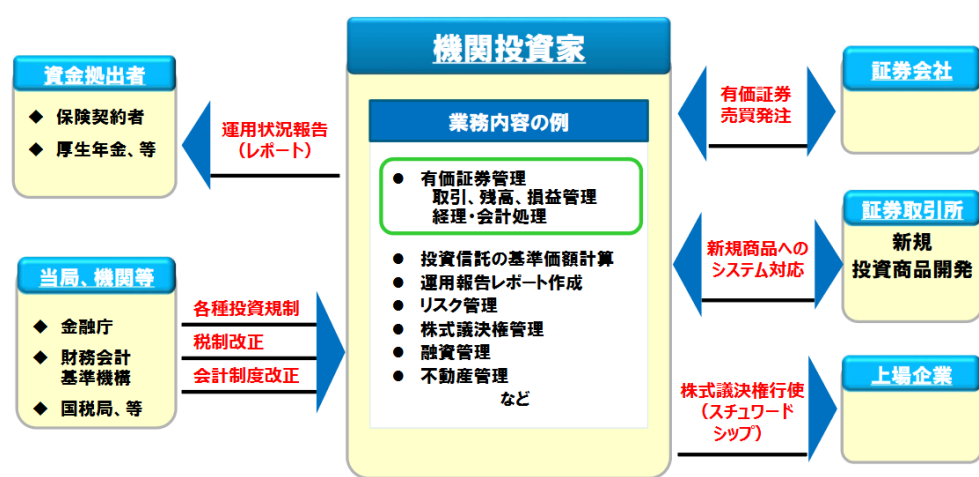 機関投資家
資金拠出者
◆ 保険契約者
◆ 厚生年金、等
運用状況報告
(レポート)
当局、機関等
◆ 金融庁
◆ 財務会計
基準機構
◆ 国税局、等
各種投資規制
税制改正
会計制度改正
業務内容の例
● 有価証券管理
取引、残高、損益管理
経理・会計処理
● 投資信託の基準価額計算
● 運用報告レポート作成
● リスク管理
● 株式議決権管理
● 融資管理
● 不動産管理
など
有価証券
売買発注
証券会社
新規商品への
システム対応
証券取引所
新規
投資商品開発
株式議決権行使
(スチュワード
シップ)
上場企業